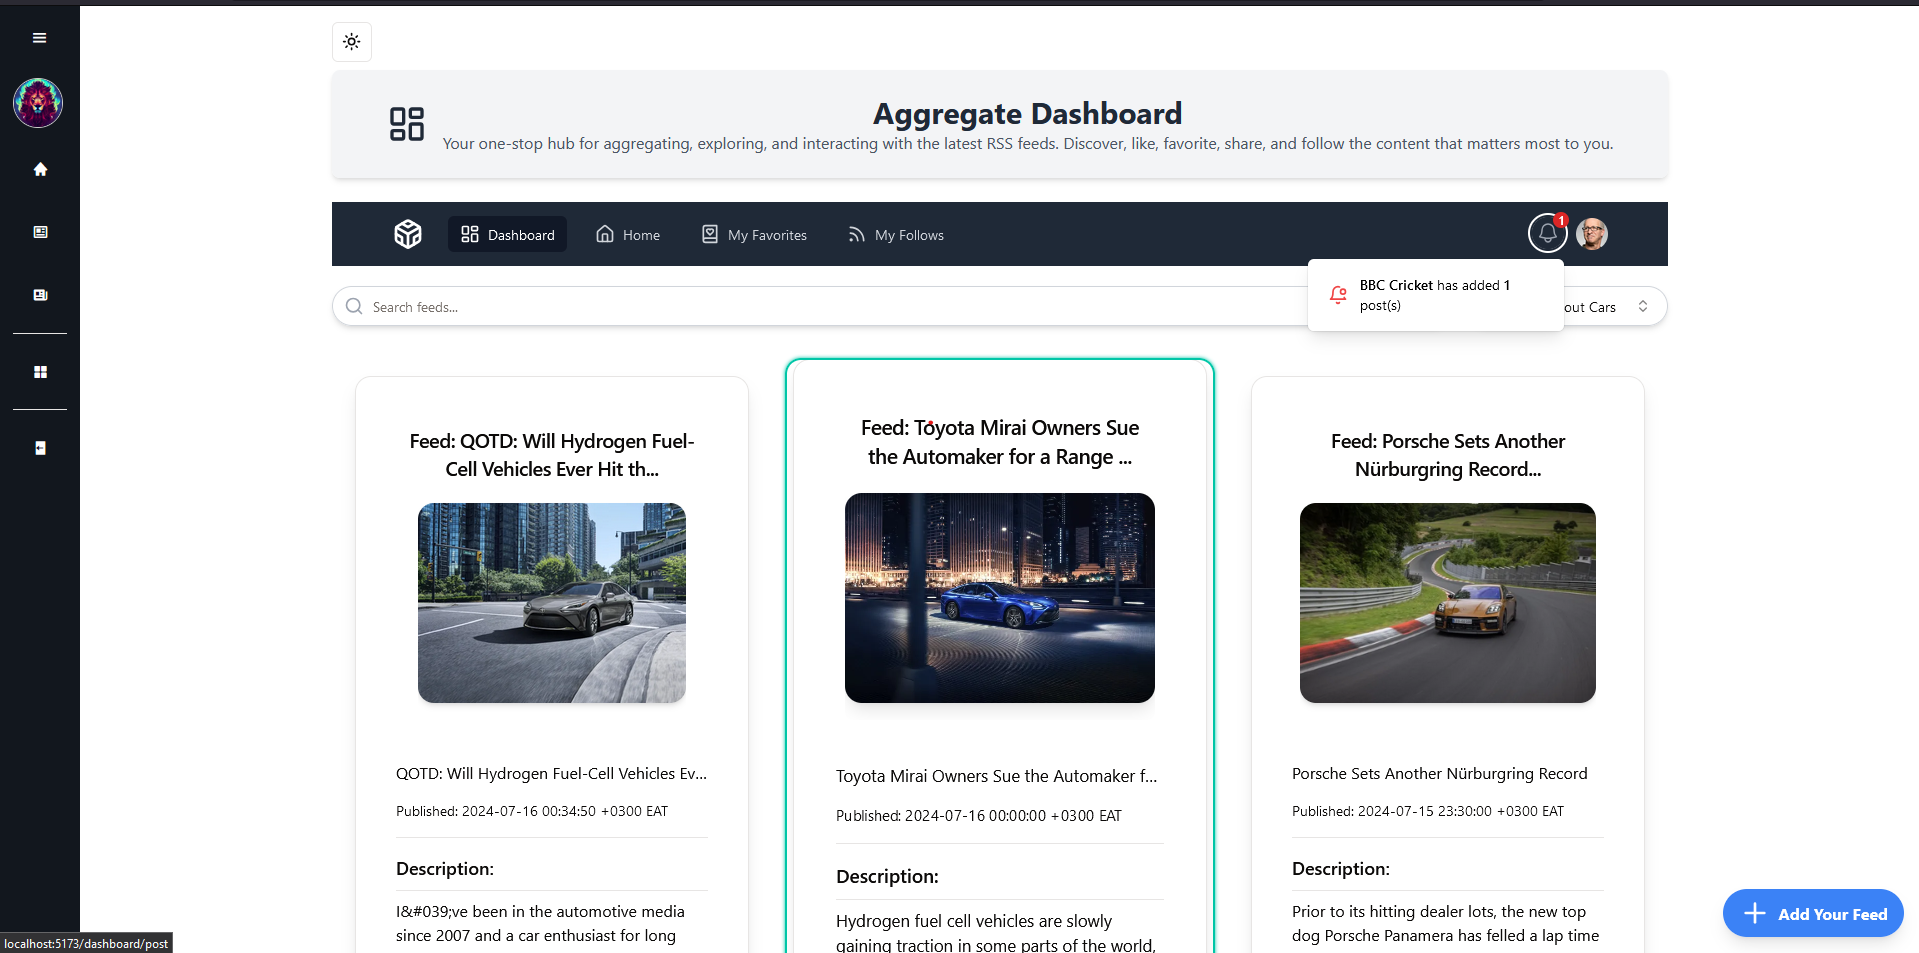 Aggregate Dashboard
Your one-stop hub for aggregating, exploring, and interacting with the latest RSS feeds. Discover, like, favorite, share, and follow the content that matters most to you.
Dashboard
Home
My Favorites
My Follows
1
BBC Cricket has added 1
post(s)
Search feeds...
out Cars
Feed: QOTD: Will Hydrogen Fuel-
Cell Vehicles Ever Hit th...
QOTD: Will Hydrogen Fuel-Cell Vehicles Ev...
Published: 2024-07-16 00:34:50 +0300 EAT
Description:
I&#039;ve been in the automotive media
since 2007 and a car enthusiast for long
Feed: Toyota Mirai Owners Sue
the Automaker for a Range ...
Toyota Mirai Owners Sue the Automaker f...
Published: 2024-07-16 00:00:00 +0300 EAT
Description:
Hydrogen fuel cell vehicles are slowly
gaining traction in some parts of the world,
Feed: Porsche Sets Another
Nürburgring Record...
Porsche Sets Another Nürburgring Record
Published: 2024-07-15 23:30:00 +0300 EAT
Description:
Prior to its hitting dealer lots, the new top
dog Porsche Panamera has felled a lap time
Add Your Feed
localhost:5173/dashboard/post